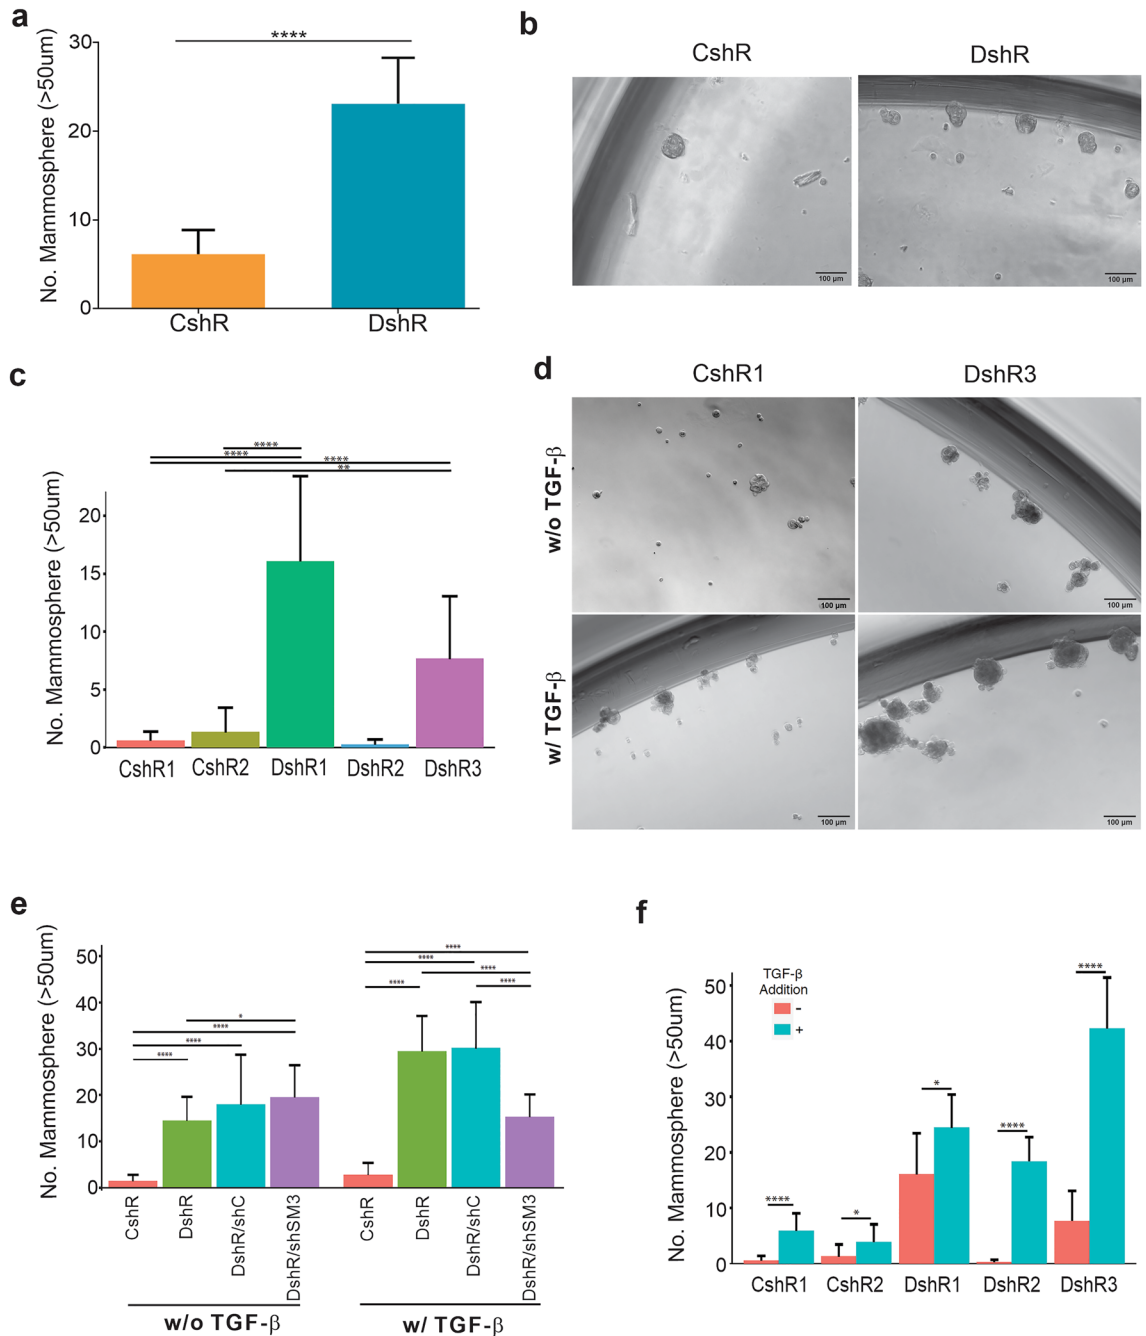 a
No. Mammosphere (>50um)
30
20
10
0
****
CshR
DshR
b
CshR
DshR
100 µm
100 µm
c
No. Mammosphere (>50um)
20
15
10
5
0
****
****
****
**
CshR1
CshR2
DshR1
DshR2
DshR3
d
CshR1
DshR3
w/o TGF-β
w/ TGF-β
100 µm
100 µm
100 µm
100 µm
e
No. Mammosphere (>50um)
50
40
30
20
10
0
*
****
****
****
****
****
****
****
****
CshR
DshR
DshR/shC
DshR/shSM3
CshR
DshR
DshR/shC
DshR/shSM3
w/o TGF-β
w/ TGF-β
f
No. Mammosphere (>50um)
50
40
30
20
10
0
TGF-β
Addition
-
+
****
*
*
****
****
CshR1
CshR2
DshR1
DshR2
DshR3